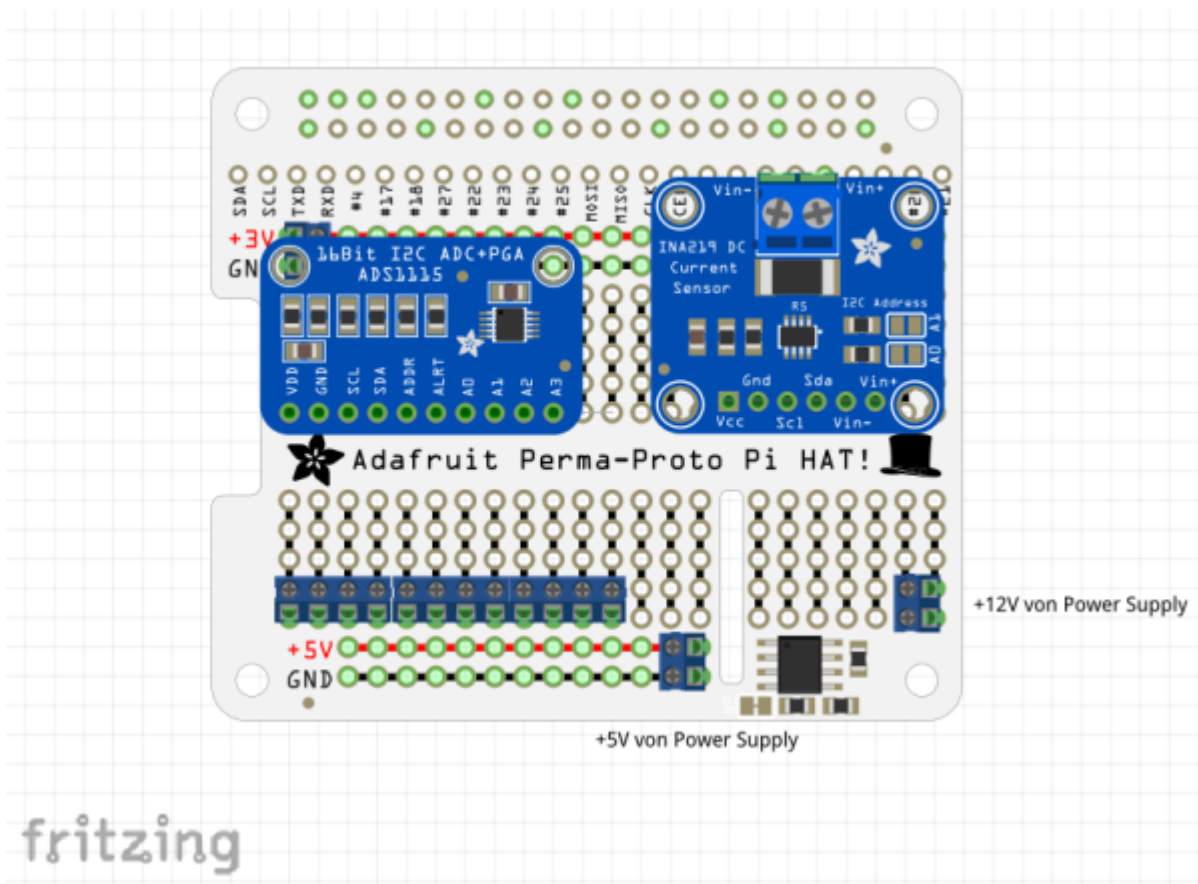 SDA SCL TXD RXD #4 #17 #18 #27 #22 #23 #24 #25 MOSI MISO CLK CE
+3V
GN
16Bit I2C ADC+PGA
ADS1115
VDD GND SCL SDA ADDR ALRT A0 A1 A2 A3
Vin- Vin+
INA219 DC
Current
Sensor
RS
I2C Address
A1
A0
Gnd Sda Vin+
Vcc Scl Vin-
Adafruit Perma-Proto Pi HAT!
+12V von Power Supply
+5V
GND
+5V von Power Supply
fritzing